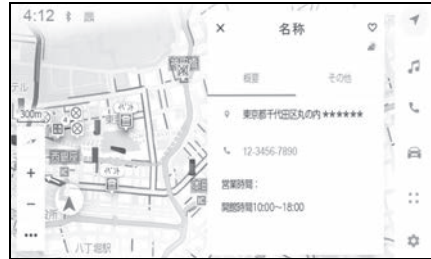 4:12
300m
八丁堀駅
名称
概要 その他
東京都千代田区丸の内 ******
12-3456-7890
営業時間：
開館時間10:00～18:00